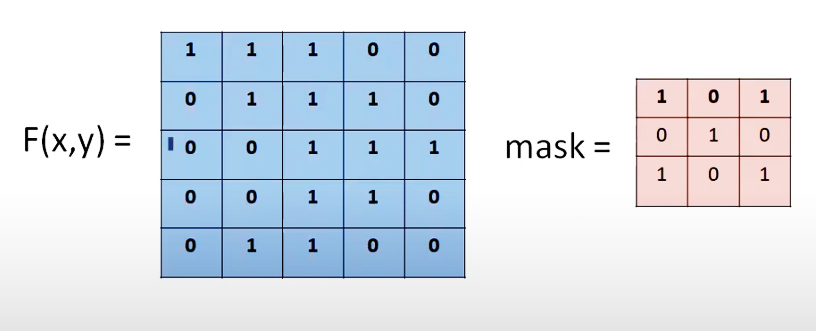 F(x,y) =
1 1 1 0 0
0 1 1 1 0
0 0 1 1 1
0 0 1 1 0
0 1 1 0 0
mask =
1 0 1
0 1 0
1 0 1